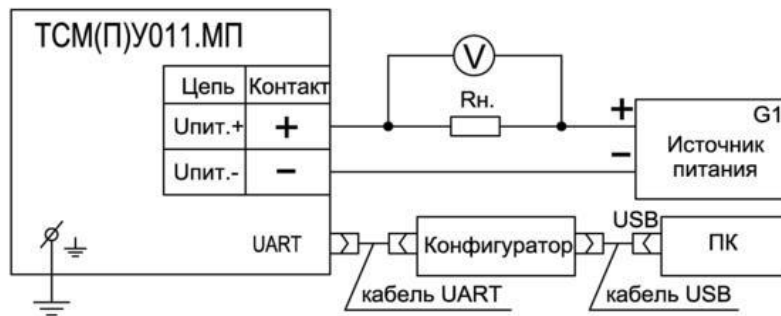 ТСМ(П)У011.МП
Цепь Контакт
Uпит.+ +
Uпит.- −
UART
V
Rн.
+
−
G1
Источник
питания
Конфигуратор
USB
ПК
кабель UART
кабель USB